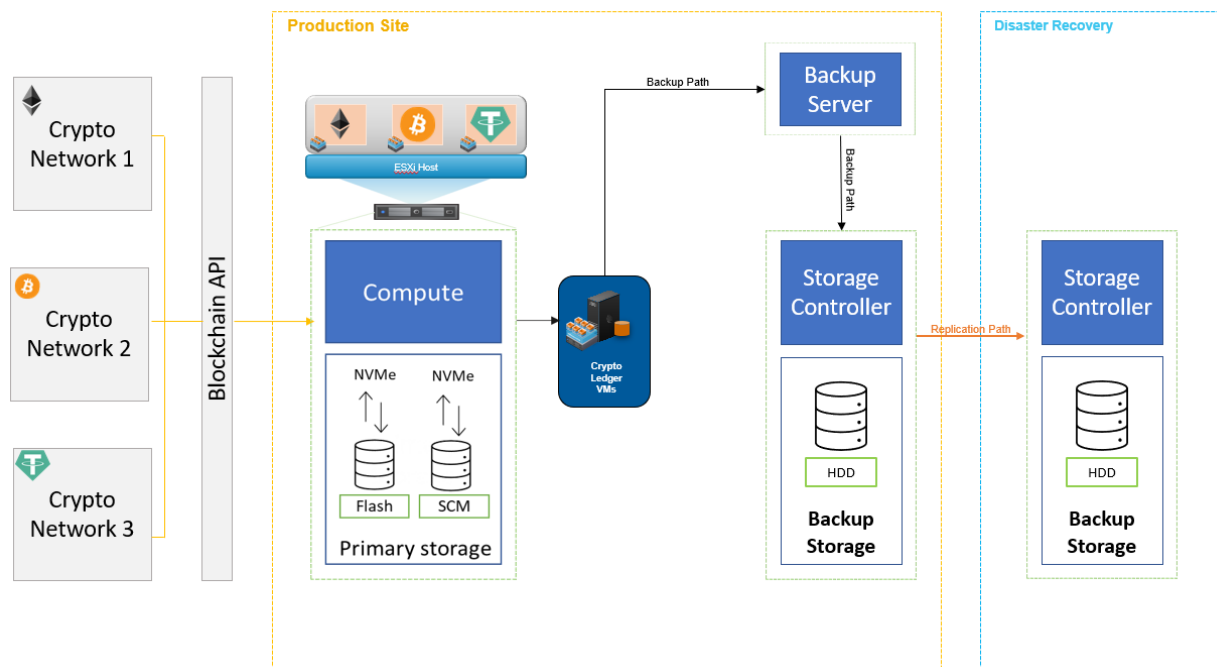 Production Site
Disaster Recovery
Crypto
Network 1
Crypto
Network 2
Crypto
Network 3
Blockchain API
ESXi Host
Compute
NVMe
NVMe
Flash
SCM
Primary storage
Crypto
Ledger
VMs
Backup Path
Backup
Server
Backup Path
Storage
Controller
HDD
Backup
Storage
Replication Path
Storage
Controller
HDD
Backup
Storage